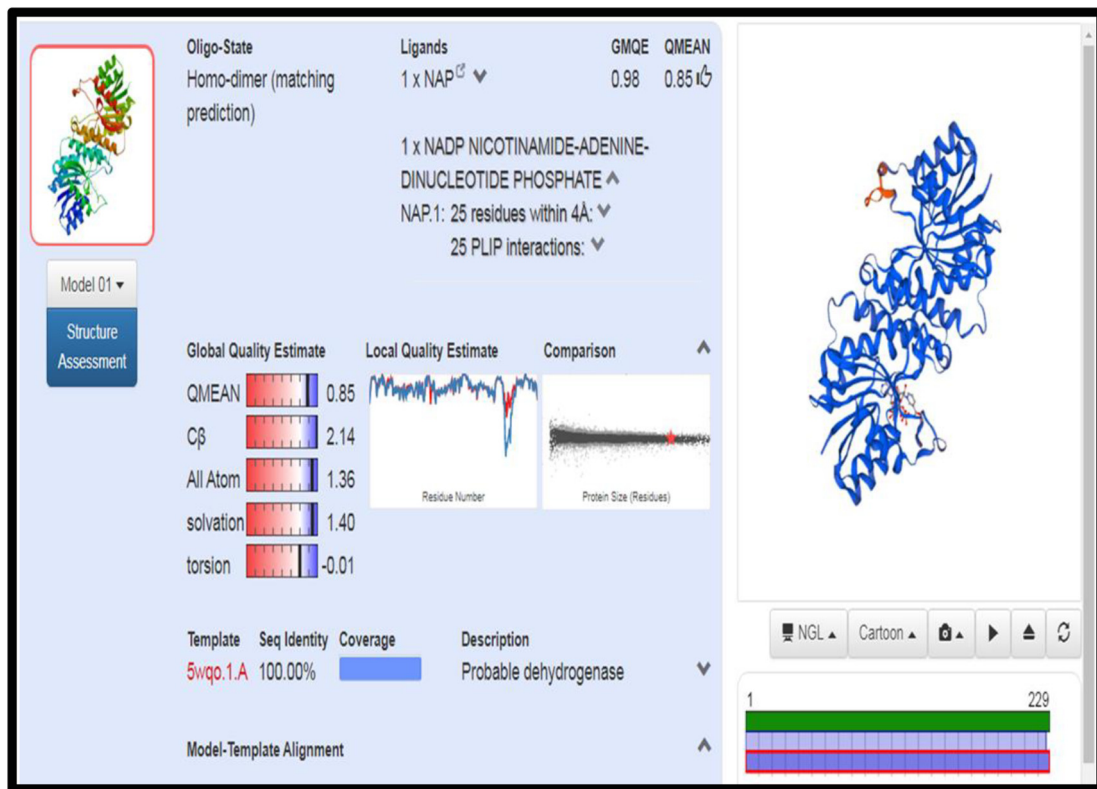 Oligo-State Ligands GMQE QMEAN
Homo-dimer (matching 1 x NAP 0.98 0.85
prediction)
1 x NADP NICOTINAMIDE-ADENINE-
DINUCLEOTIDE PHOSPHATE
NAP.1: 25 residues within 4Å:
25 PLIP interactions:
Model 01
Structure
Assessment
Global Quality Estimate Local Quality Estimate Comparison
QMEAN 0.85
Cβ 2.14
All Atom 1.36
solvation 1.40
torsion -0.01
Residue Number
Protein Size (Residues)
Template Seq Identity Coverage Description
5wqo.1.A 100.00% Probable dehydrogenase
Model-Template Alignment
NGL Cartoon
1 229